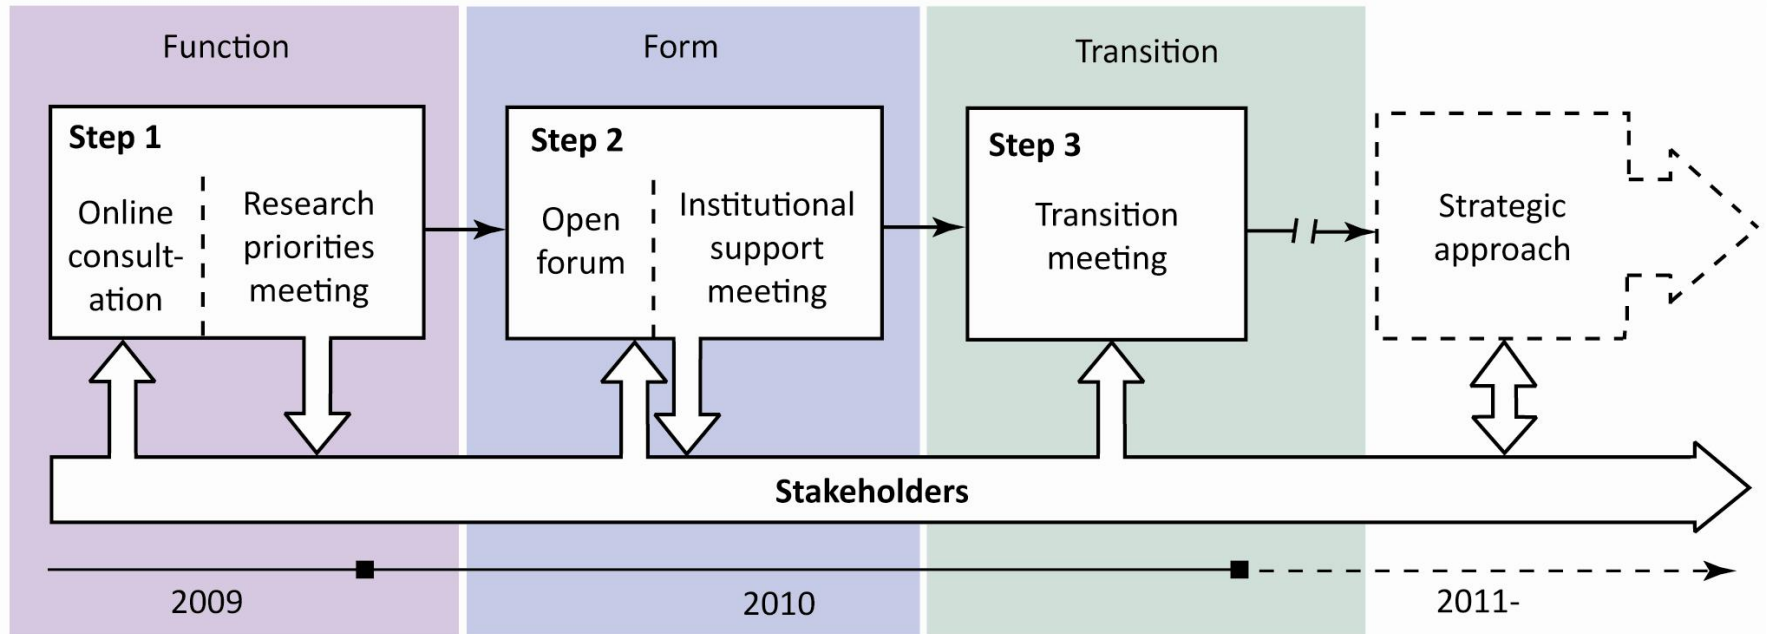 Function
Form
Transition
Step 1
Online
consult-
ation
Research
priorities
meeting
Step 2
Open
forum
Institutional
support
meeting
Step 3
Transition
meeting
Strategic
approach
Stakeholders
2009
2010
2011-